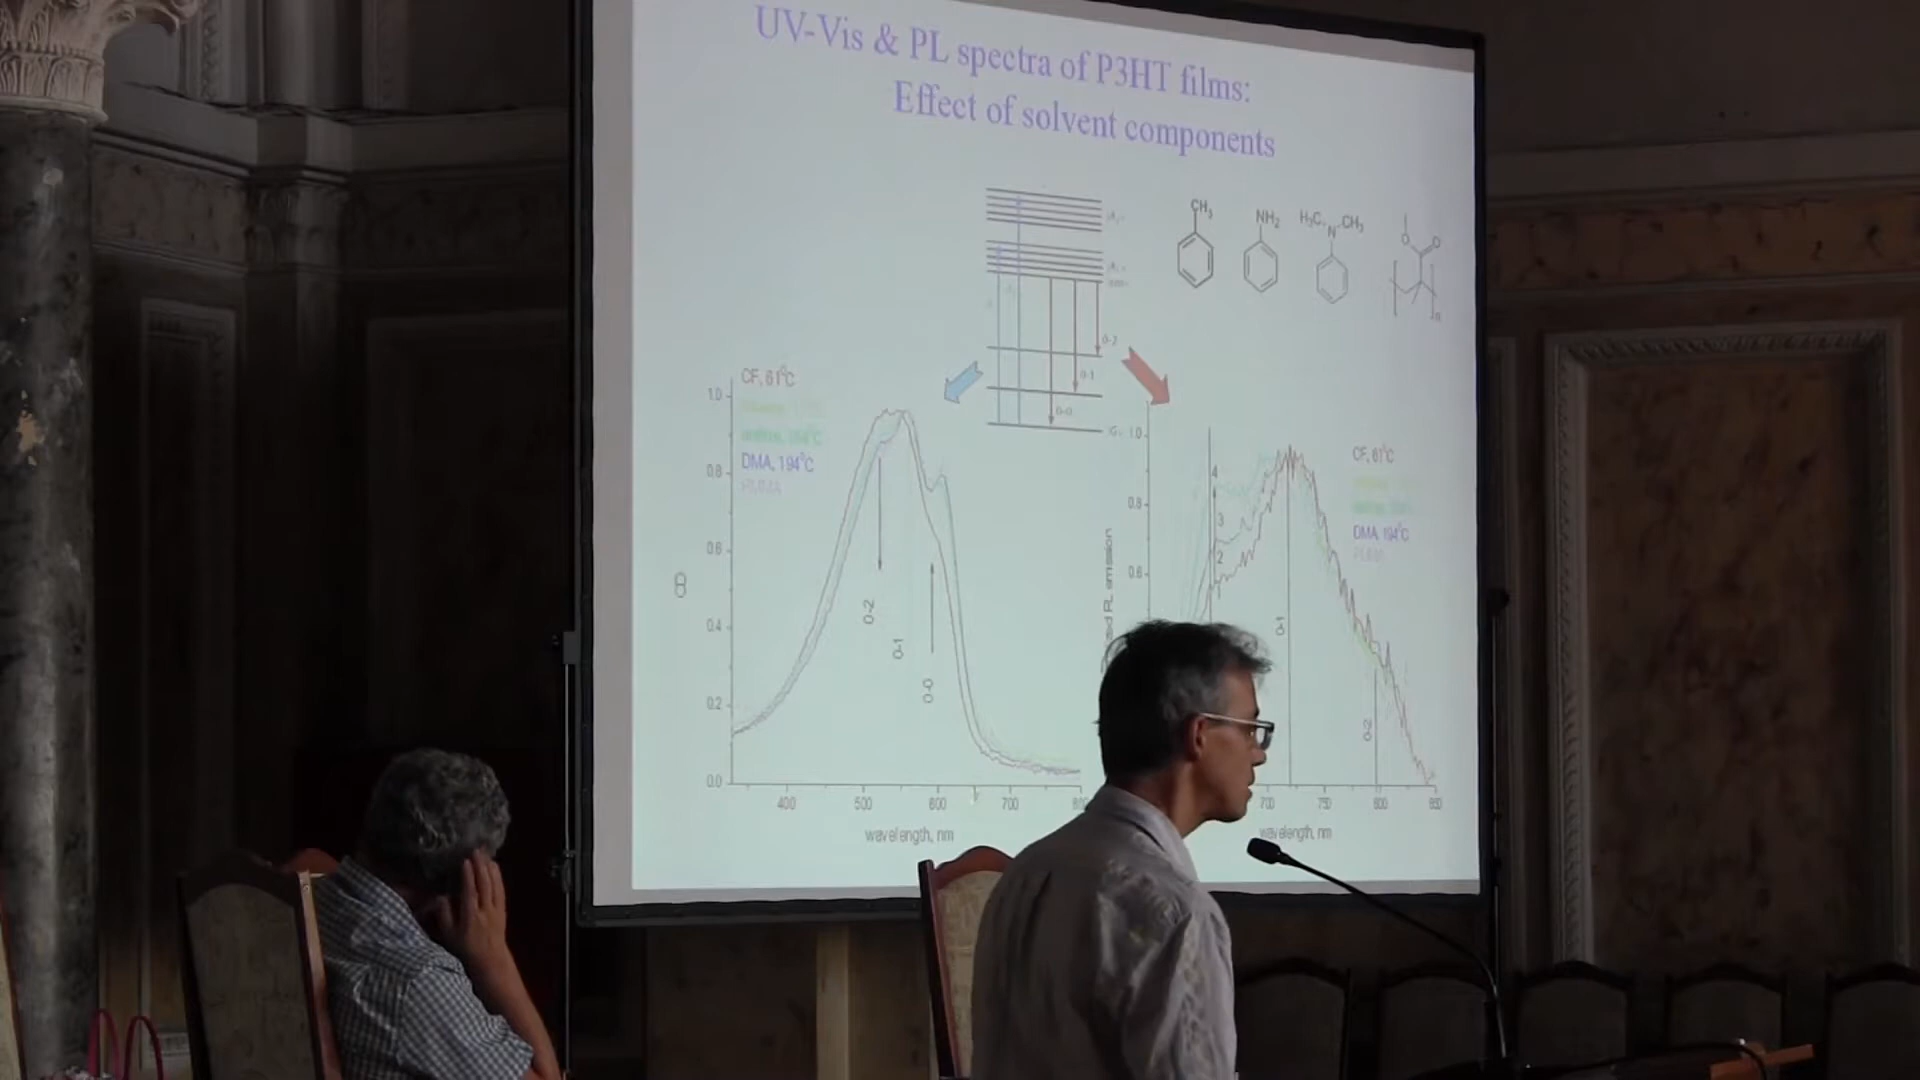 UV-Vis & PL spectra of P3HT films:
Effect of solvent components
CH3
NH2
H3C
CH3
N
O
O
n
0-2
0-1
0-0
CF, 61°C
DMA, 194°C
PMMA
1.0
0.8
0.6
0.4
0.2
0.0
OD
0-2
0-1
0-0
400
500
600
700
800
wavelength, nm
1.0
0.8
0.6
PL emission
4
3
2
1
CF, 61°C
DMA, 194°C
0-1
0-2
700
750
800
850
wavelength, nm